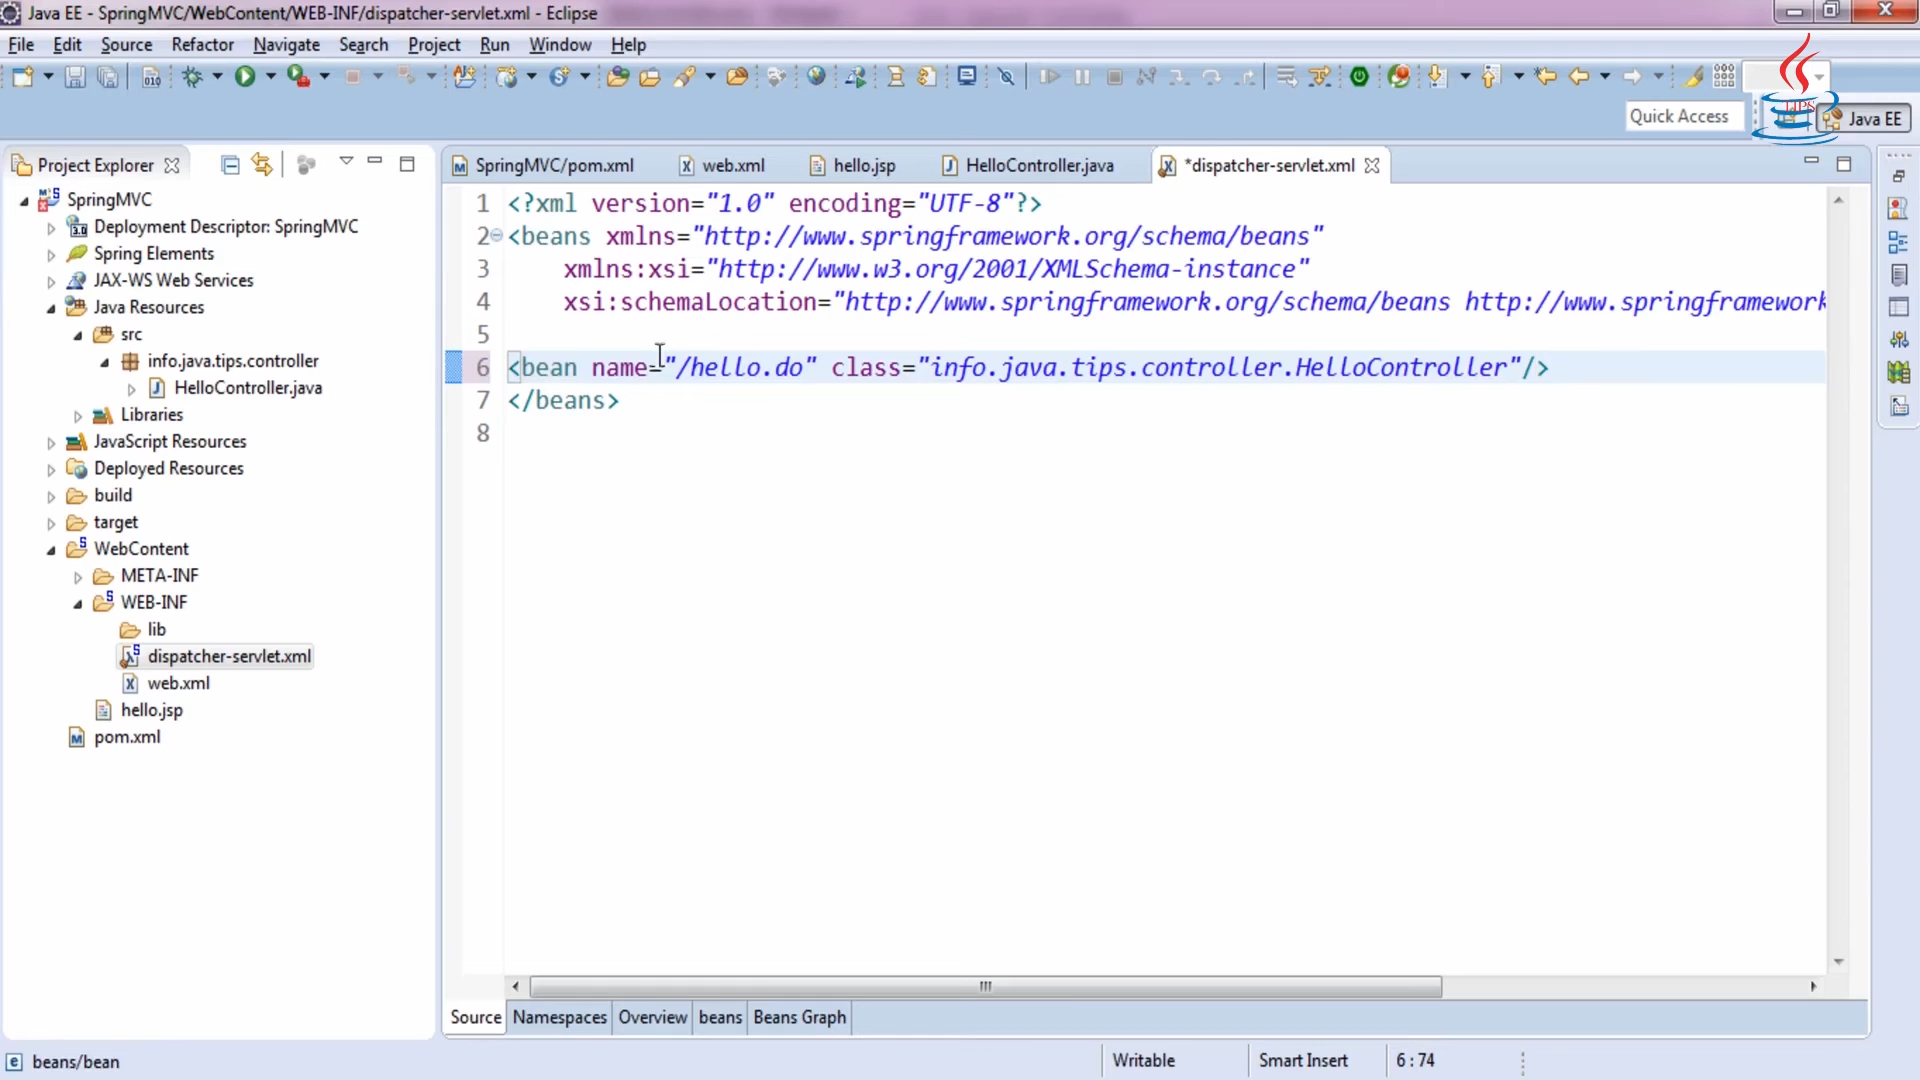 Java EE - SpringMVC/WebContent/WEB-INF/dispatcher-servlet.xml - Eclipse
File Edit Source Refactor Navigate Search Project Run Window Help
Quick Access
TIPS
Java EE
Project Explorer
SpringMVC/pom.xml
web.xml
hello.jsp
HelloController.java
*dispatcher-servlet.xml
SpringMVC
Deployment Descriptor: SpringMVC
Spring Elements
JAX-WS Web Services
Java Resources
src
info.java.tips.controller
HelloController.java
Libraries
JavaScript Resources
Deployed Resources
build
target
WebContent
META-INF
WEB-INF
lib
dispatcher-servlet.xml
web.xml
hello.jsp
pom.xml
1 <?xml version="1.0" encoding="UTF-8"?>
2 <beans xmlns="http://www.springframework.org/schema/beans"
3 xmlns:xsi="http://www.w3.org/2001/XMLSchema-instance"
4 xsi:schemaLocation="http://www.springframework.org/schema/beans http://www.springframework
5
6 <bean name="/hello.do" class="info.java.tips.controller.HelloController"/>
7 </beans>
8
Source Namespaces Overview beans Beans Graph
beans/bean
Writable
Smart Insert
6 : 74